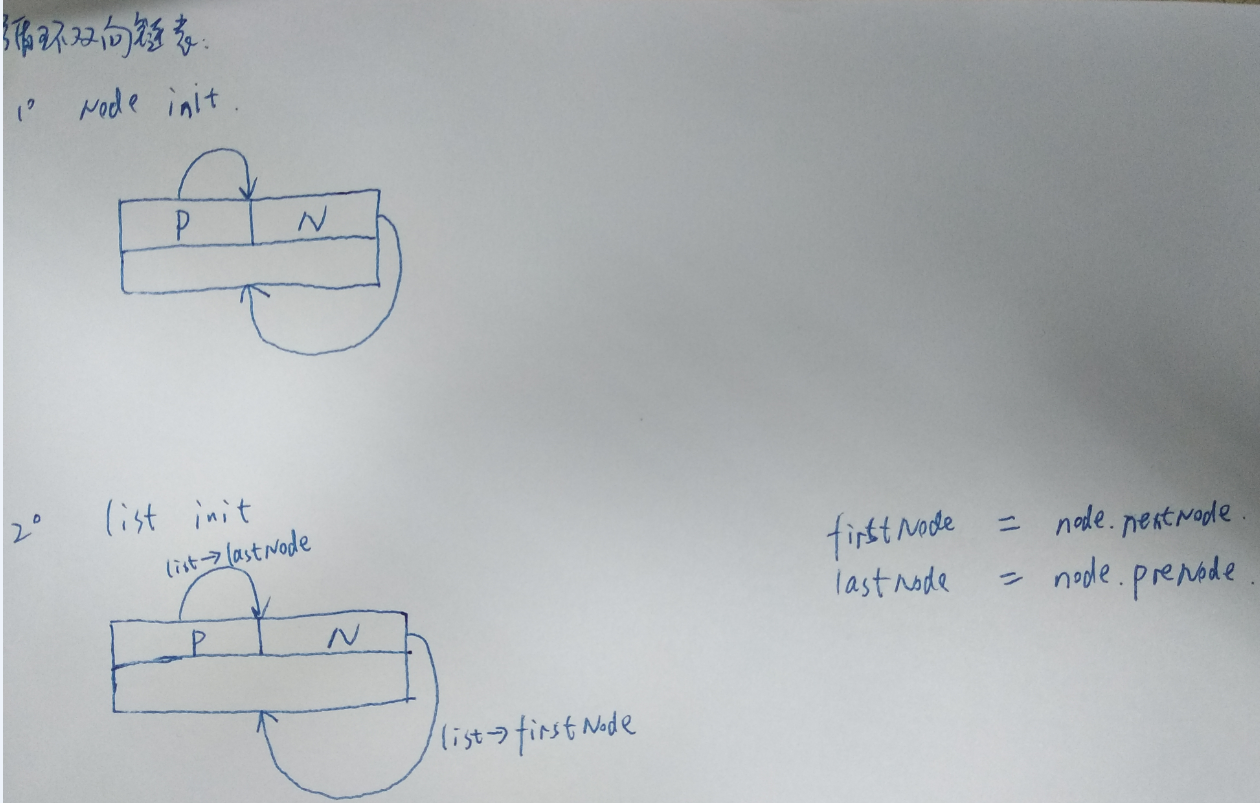 循环双向链表:
1° Node init.
P N
2° list init
list→lastNode
firstNode = node.nextNode.
lastNode = node.preNode.
P N
list→firstNode